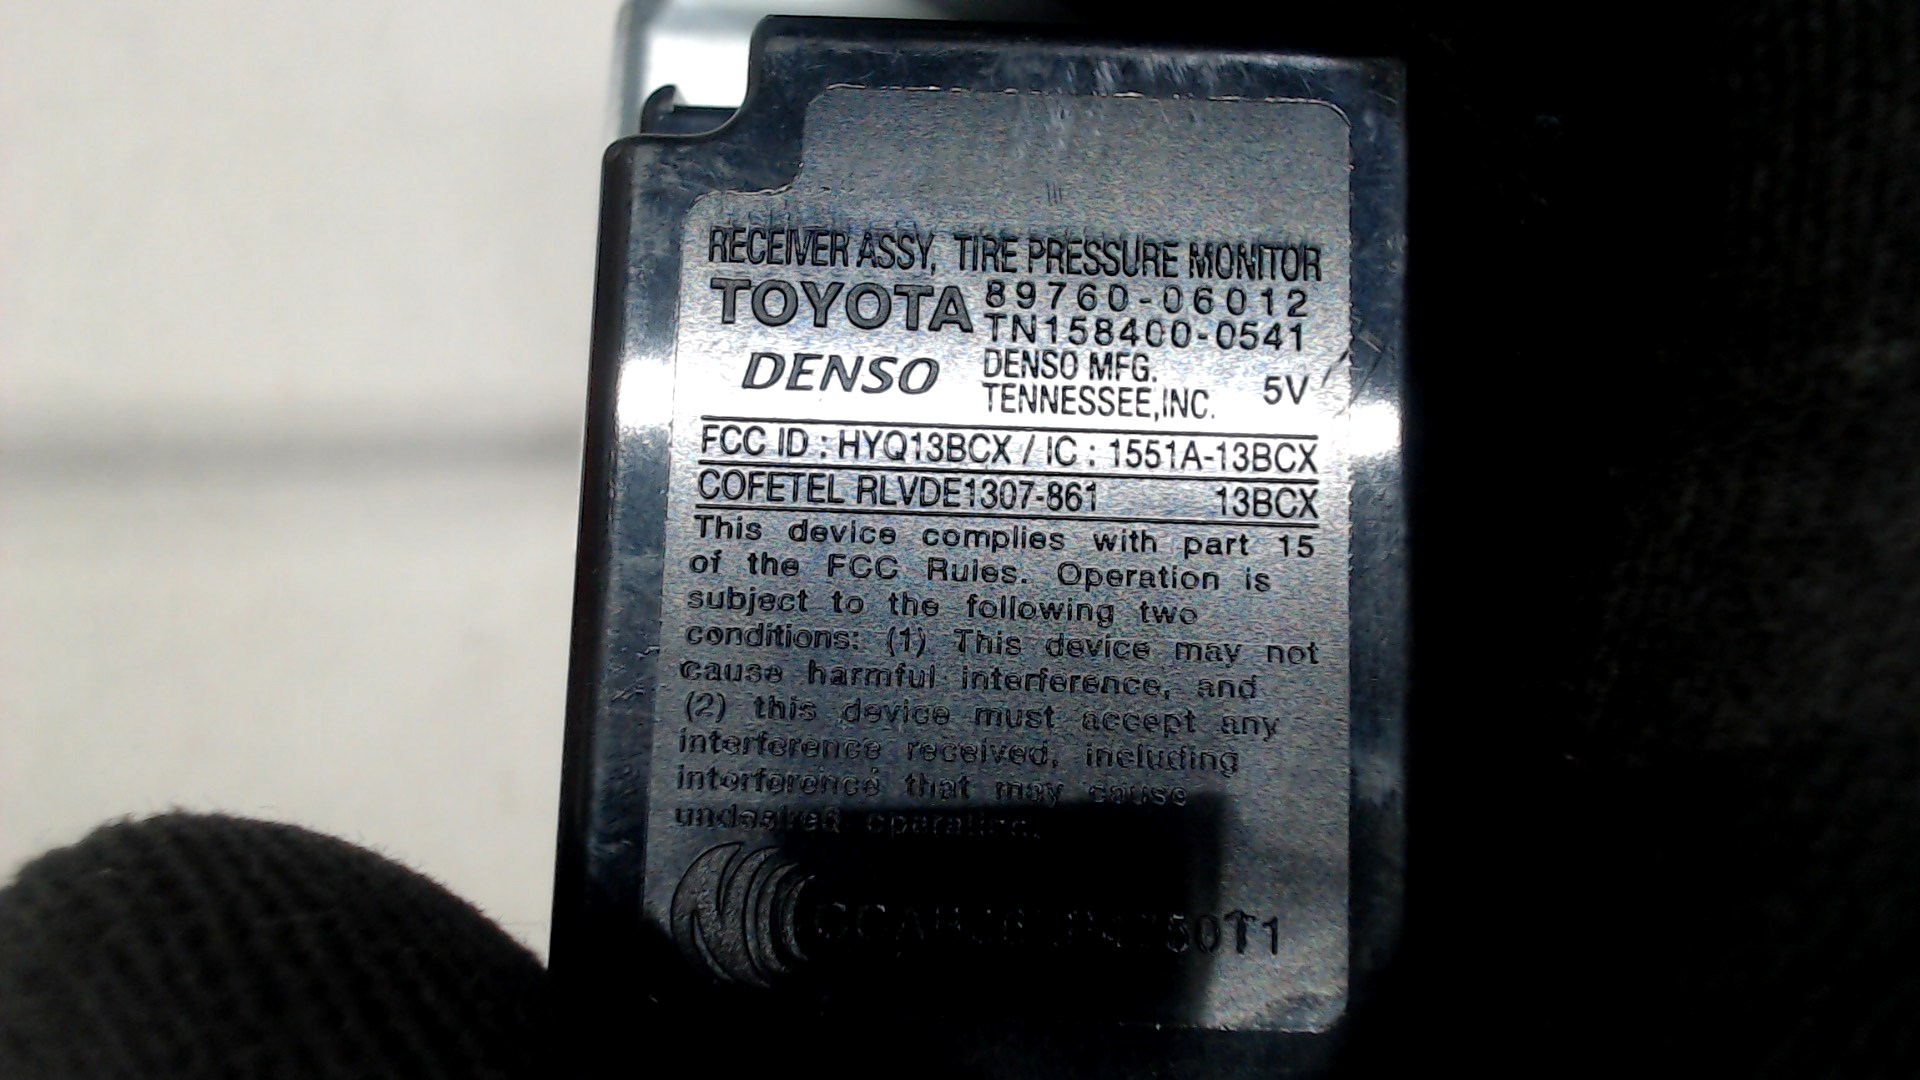 RECEIVER ASSY, TIRE PRESSURE MONITOR
TOYOTA 89760-06012
TN158400-0541
DENSO DENSO MFG.
TENNESSEE,INC. 5V
FCC ID : HYQ13BCX / IC : 1551A-13BCX
COFETEL RLVDE1307-861 13BCX
This device complies with part 15
of the FCC Rules. Operation is
subject to the following two
conditions: (1) This device may not
cause harmful interference, and
(2) this device must accept any
interference received, including
interference that may cause
undesired operation.